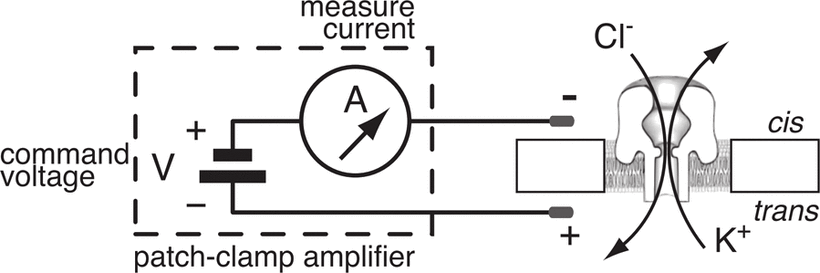 measure
current
Cl⁻
A
-
+
cis
command
voltage
V
trans
−
+
K⁺
patch-clamp amplifier